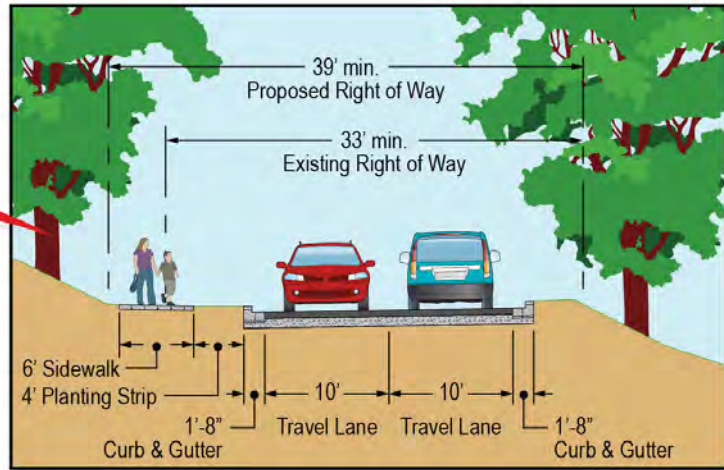 39' min.
Proposed Right of Way
33' min.
Existing Right of Way
6' Sidewalk
4' Planting Strip
1'-8"
Curb & Gutter
10'
Travel Lane
10'
Travel Lane
1'-8"
Curb & Gutter